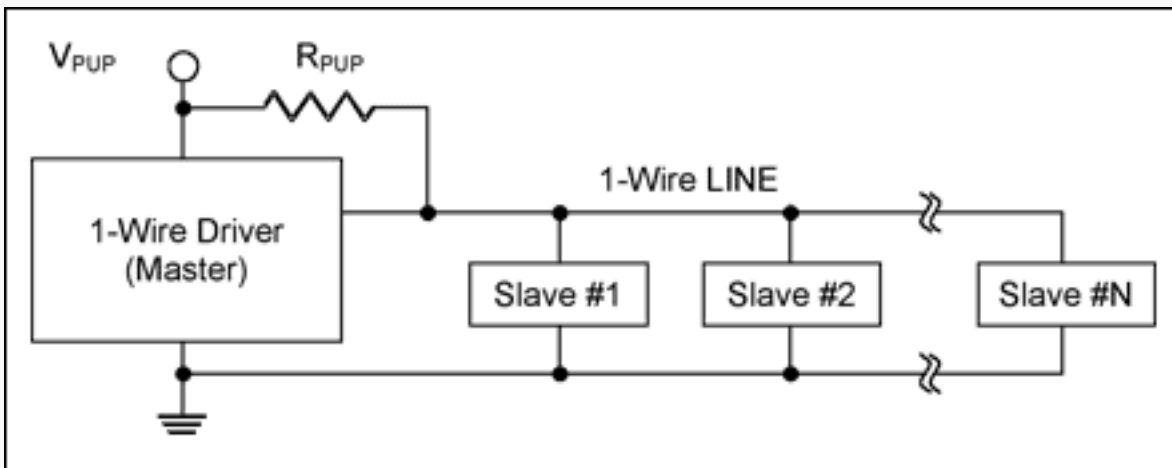 VPUP
RPUP
1-Wire LINE
1-Wire Driver
(Master)
Slave #1
Slave #2
Slave #N